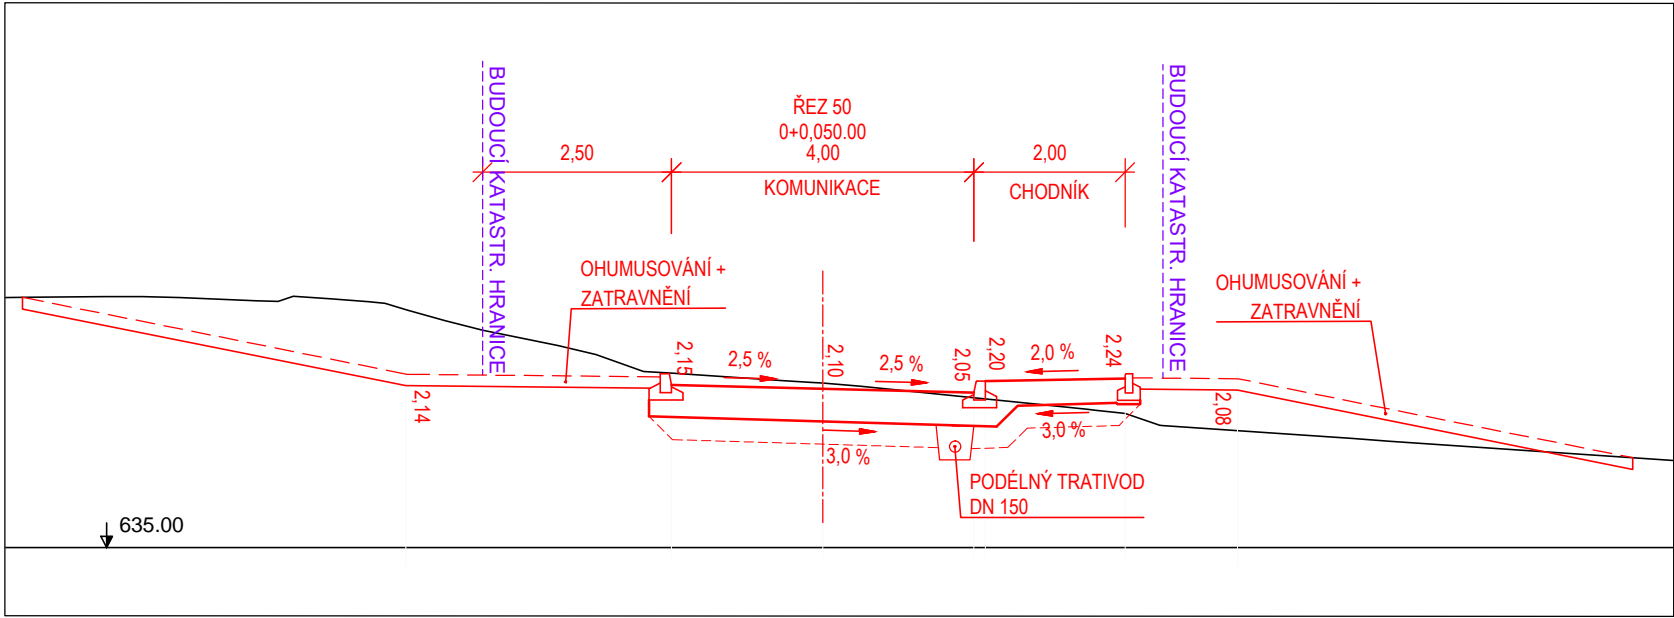 ŘEZ 50
0+0,050.00
2,50
4,00
2,00
KOMUNIKACE
CHODNÍK
BUDOUCÍ KATASTR. HRANICE
BUDOUCÍ KATASTR. HRANICE
OHUMUSOVÁNÍ +
ZATRAVNĚNÍ
OHUMUSOVÁNÍ +
ZATRAVNĚNÍ
2,15
2,5 %
2,10
2,5 %
2,05
2,20
2,0 %
2,24
2,14
2,08
3,0 %
3,0 %
PODÉLNÝ TRATIVOD
DN 150
635.00